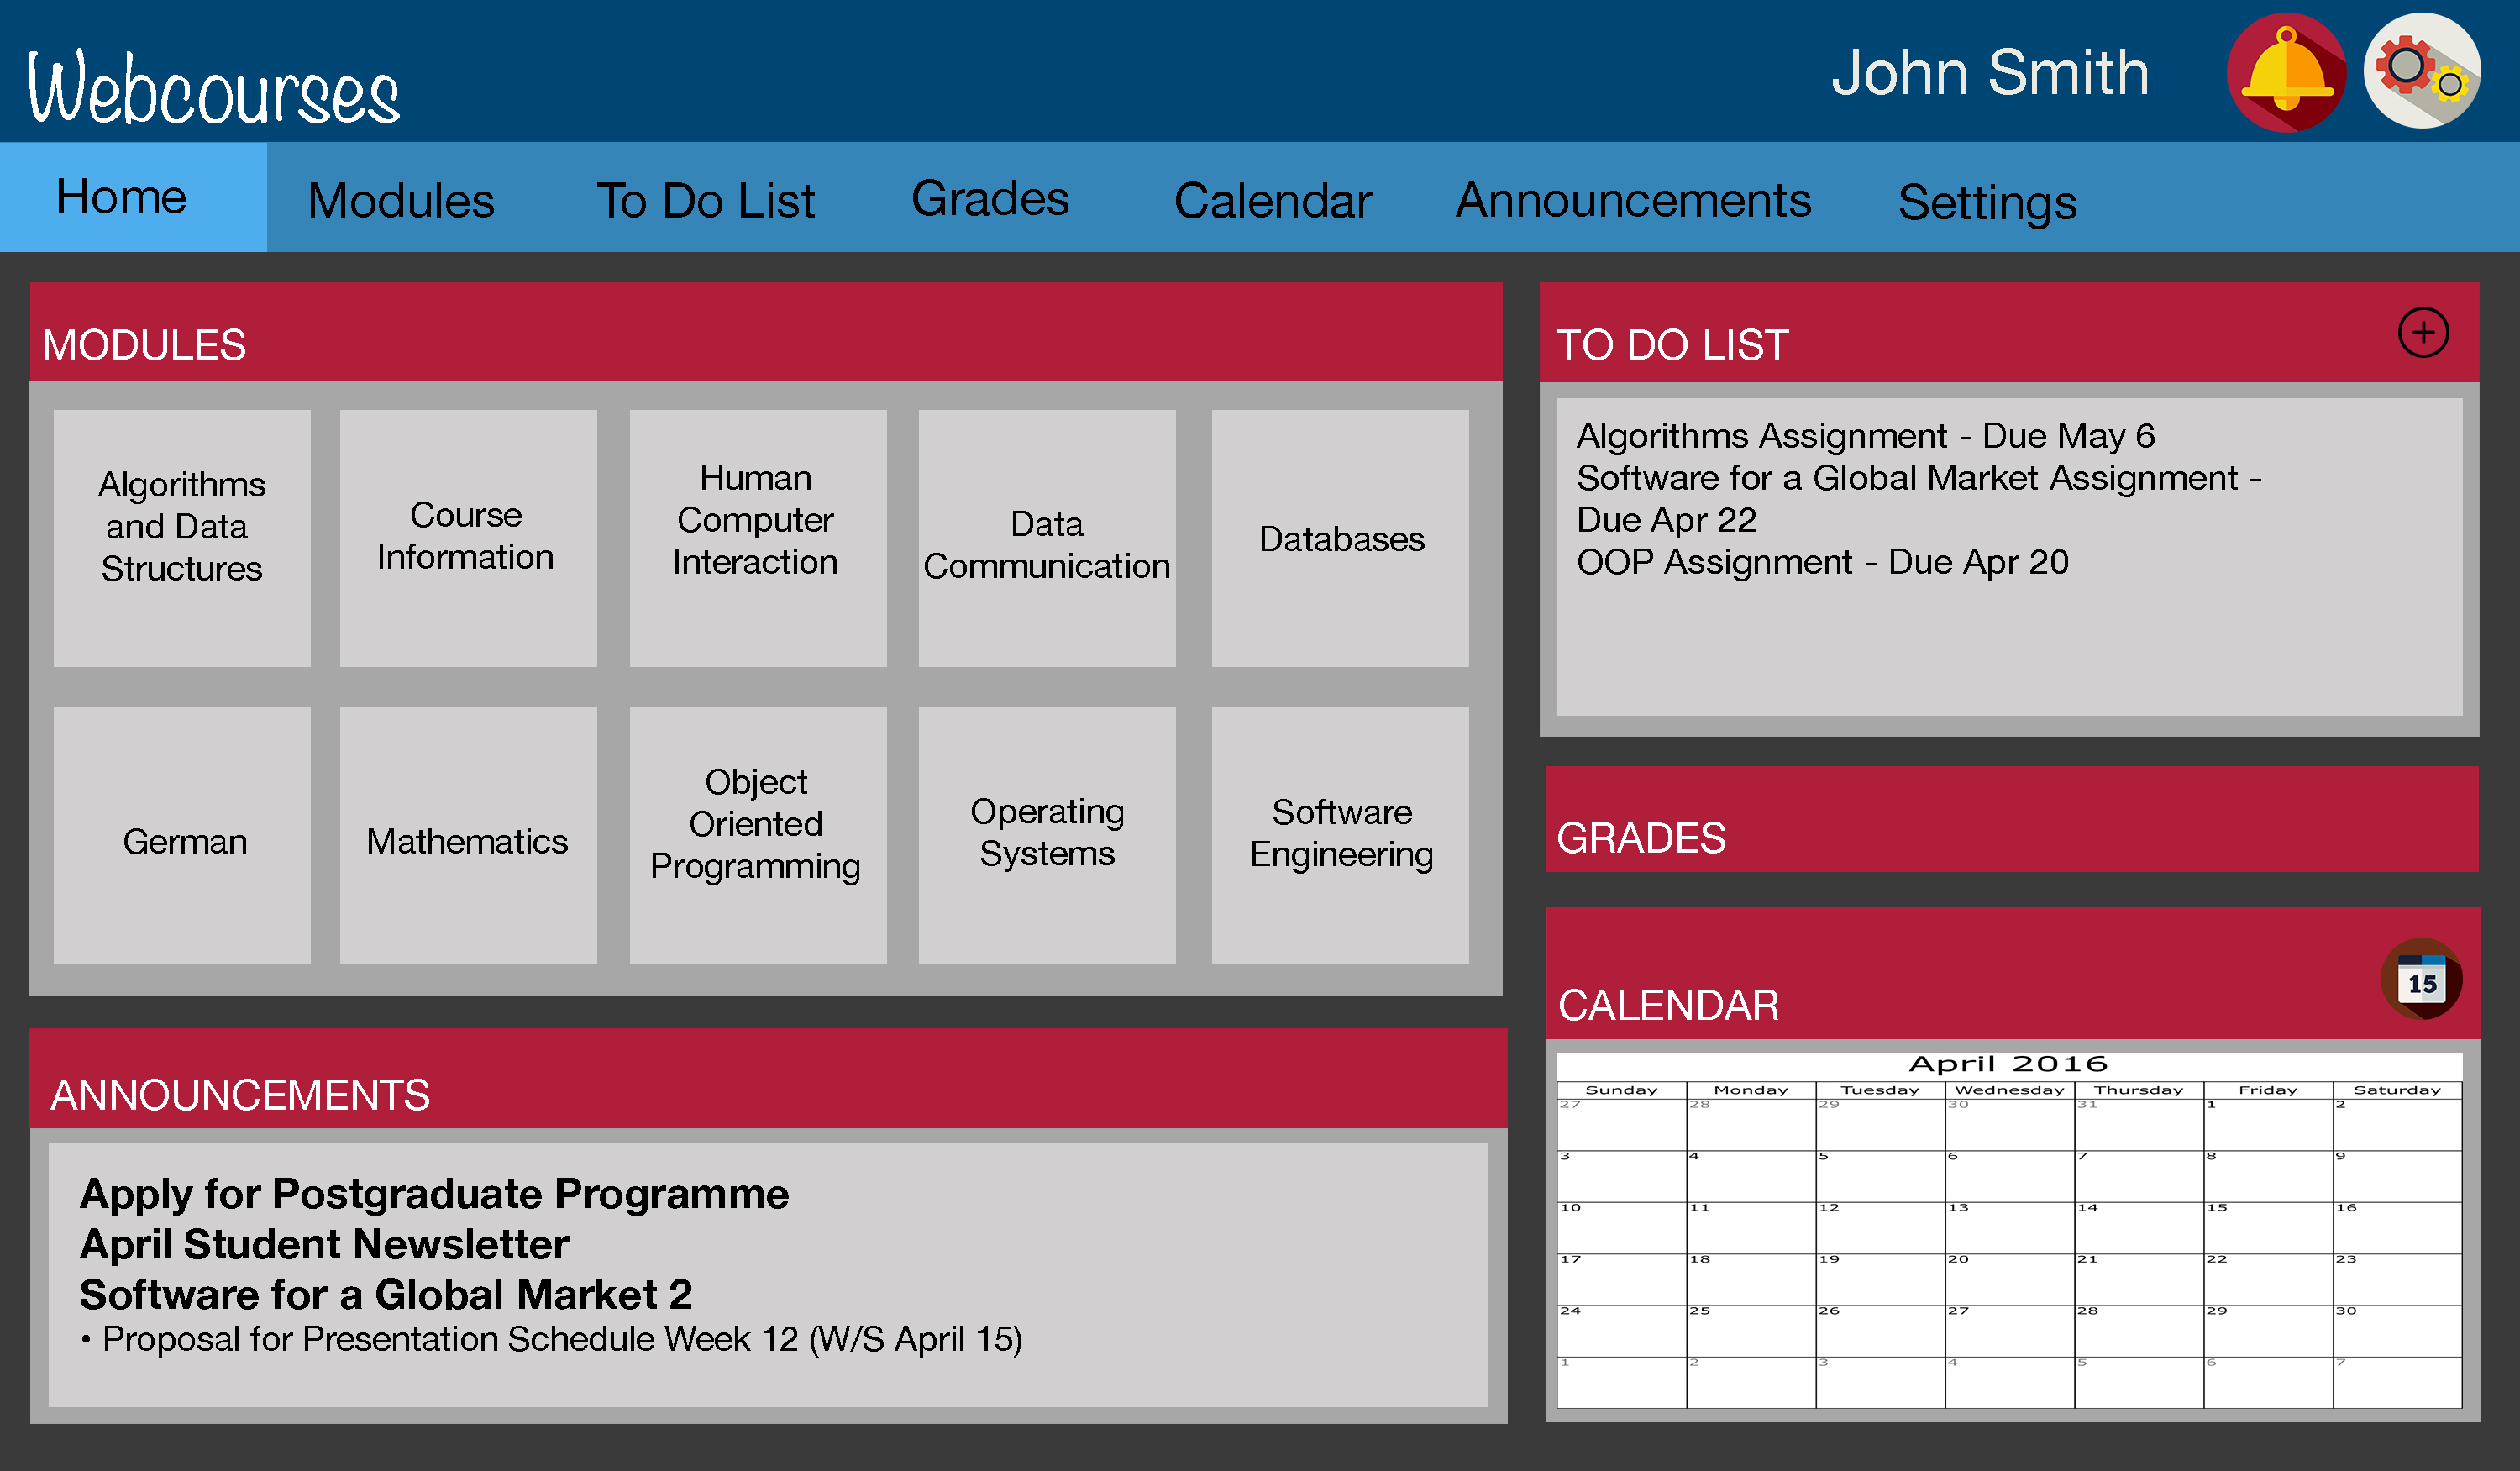 Webcourses
John Smith
Home Modules To Do List Grades Calendar Announcements Settings
MODULES
Algorithms
and Data
Structures
Course
Information
Human
Computer
Interaction
Data
Communication
Databases
German
Mathematics
Object
Oriented
Programming
Operating
Systems
Software
Engineering
ANNOUNCEMENTS
Apply for Postgraduate Programme
April Student Newsletter
Software for a Global Market 2
• Proposal for Presentation Schedule Week 12 (W/S April 15)
TO DO LIST
+
Algorithms Assignment - Due May 6
Software for a Global Market Assignment -
Due Apr 22
OOP Assignment - Due Apr 20
GRADES
CALENDAR
15
April 2016
Sunday Monday Tuesday Wednesday Thursday Friday Saturday
27 28 29 30 31 1 2
3 4 5 6 7 8 9
10 11 12 13 14 15 16
17 18 19 20 21 22 23
24 25 26 27 28 29 30
1 2 3 4 5 6 7